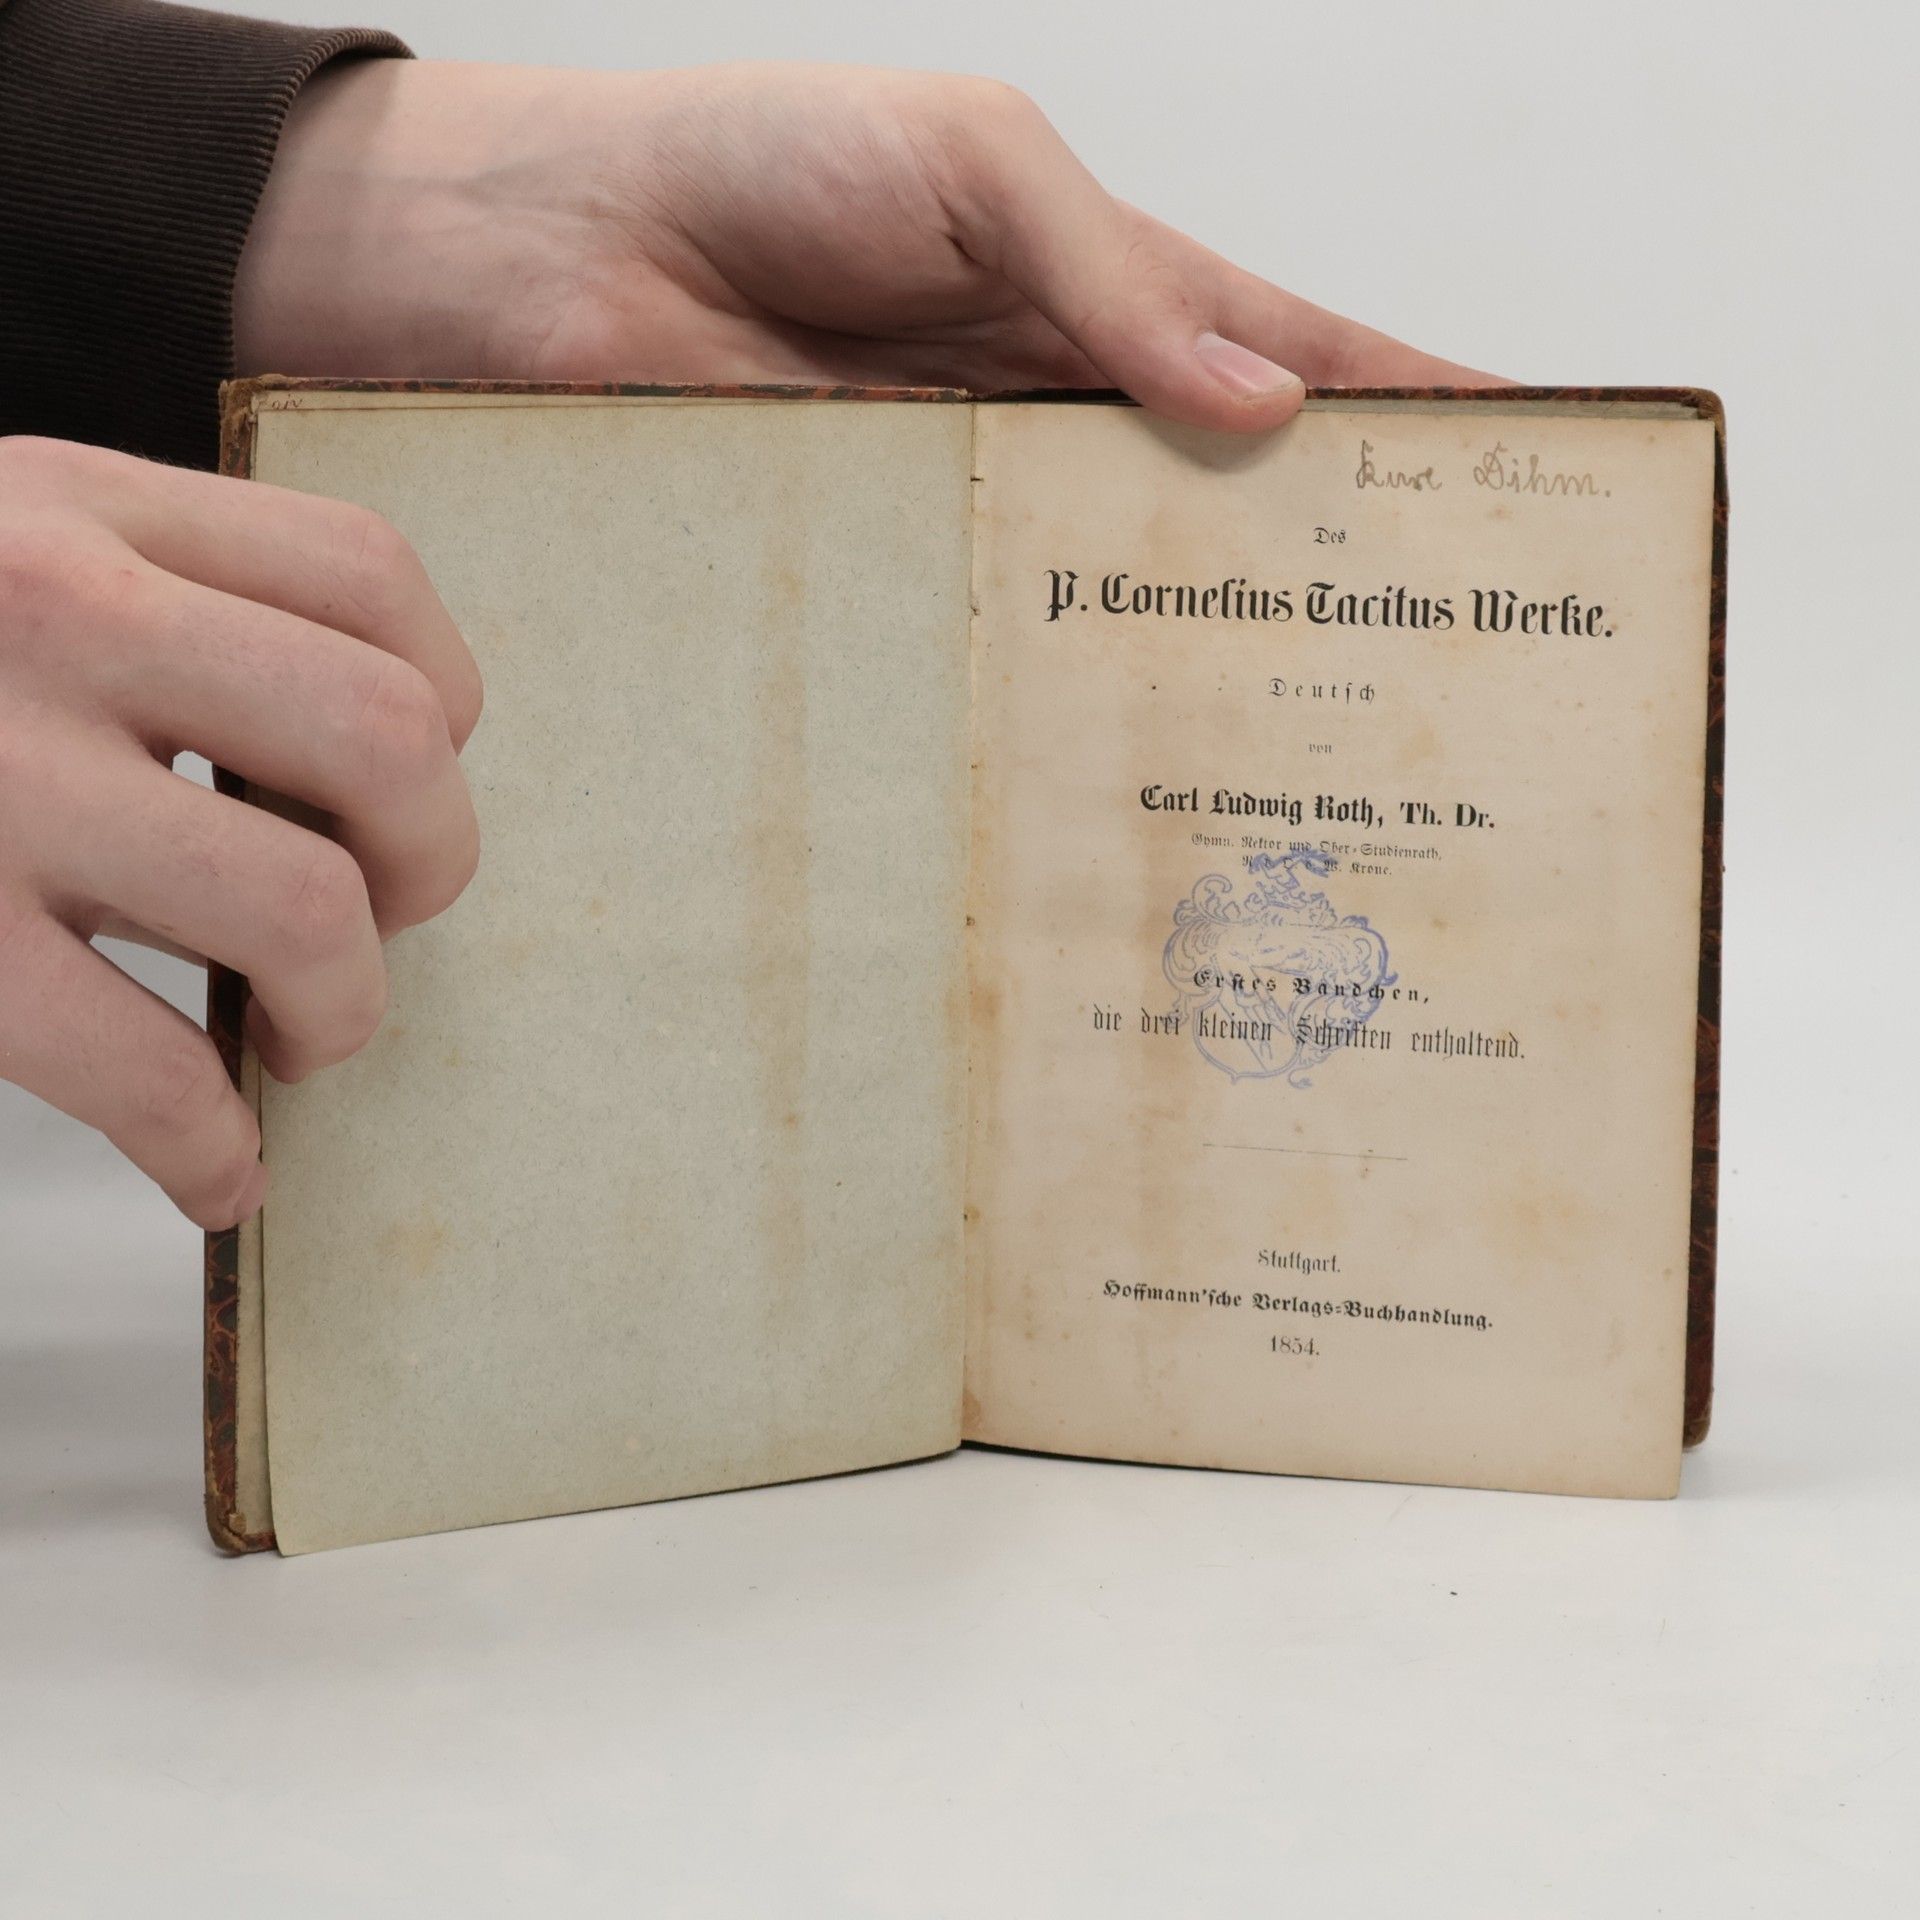 Kurt Dihm.
Des
P. Cornelius Tacitus Werke.
Deutsch
von
Carl Ludwig Roth, Th. Dr.
Gymn. Rektor und Ober-Studienrath,
R. d. O. d. W. Krone.
Erstes Bändchen,
die drei kleinen Schriften enthaltend.
Stuttgart.
Hoffmann'sche Verlags-Buchhandlung.
1854.